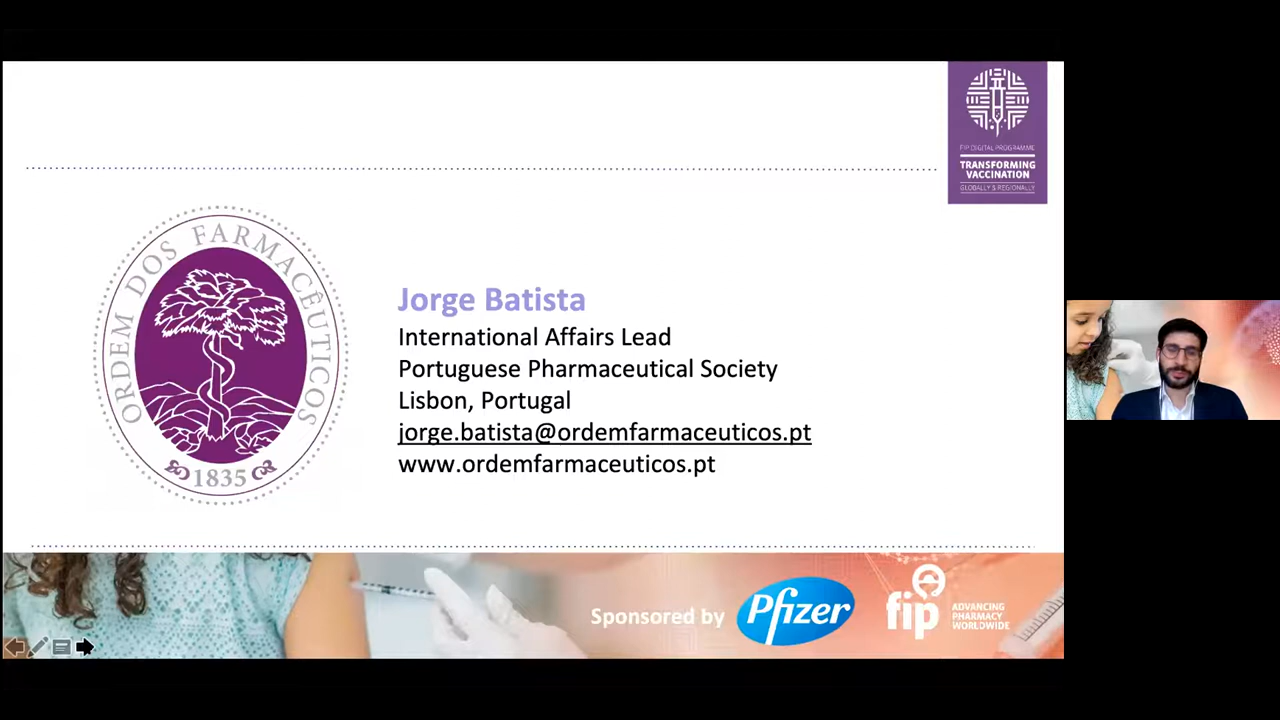 FIP DIGITAL PROGRAMME
TRANSFORMING
VACCINATION
GLOBALLY & REGIONALLY
ORDEM DOS FARMACÊUTICOS
1835
Jorge Batista
International Affairs Lead
Portuguese Pharmaceutical Society
Lisbon, Portugal
jorge.batista@ordemfarmaceuticos.pt
www.ordemfarmaceuticos.pt
Sponsored by
Pfizer
fip
ADVANCING
PHARMACY
WORLDWIDE